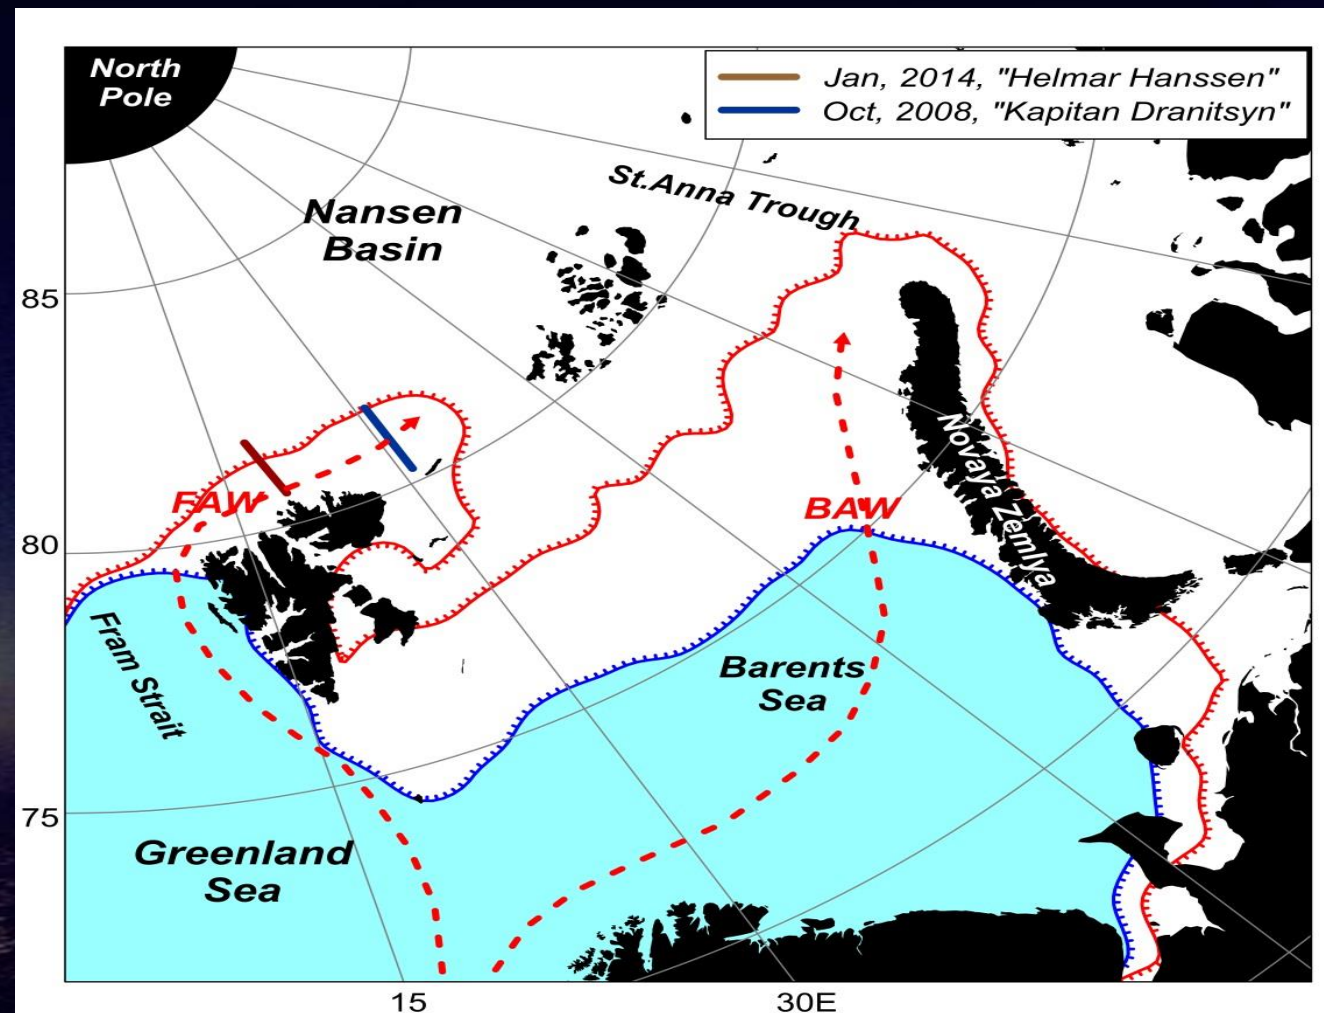 North
Pole
Jan, 2014, "Helmar Hanssen"
Oct, 2008, "Kapitan Dranitsyn"
St.Anna Trough
Nansen
Basin
85
Novaya Zemlya
FAW
BAW
80
Fram Strait
Barents
Sea
75
Greenland
Sea
15
30E